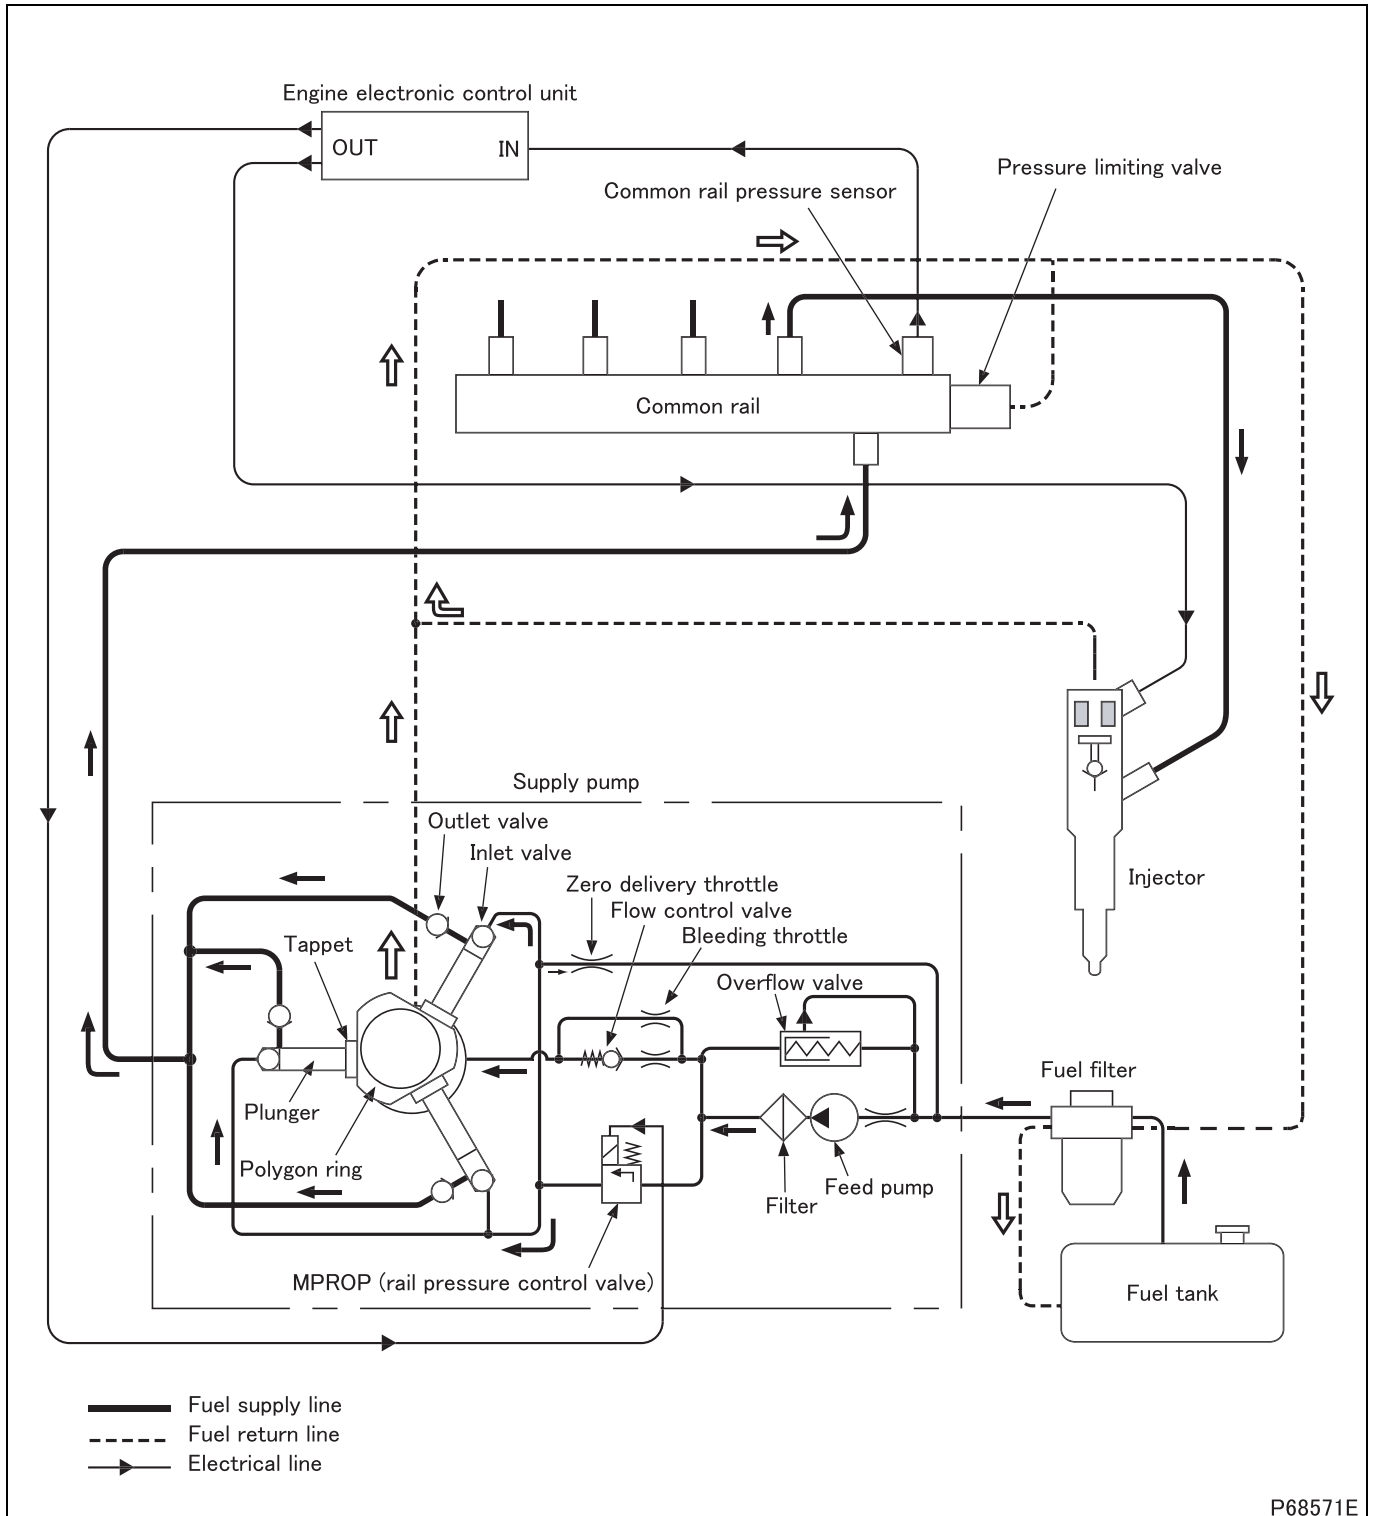 Engine electronic control unit
OUT
IN
Pressure limiting valve
Common rail pressure sensor
Common rail
Supply pump
Outlet valve
Inlet valve
Zero delivery throttle
Flow control valve
Bleeding throttle
Injector
Tappet
Overflow valve
Fuel filter
Plunger
Polygon ring
Feed pump
Filter
MPROP (rail pressure control valve)
Fuel tank
Fuel supply line
Fuel return line
Electrical line
P68571E